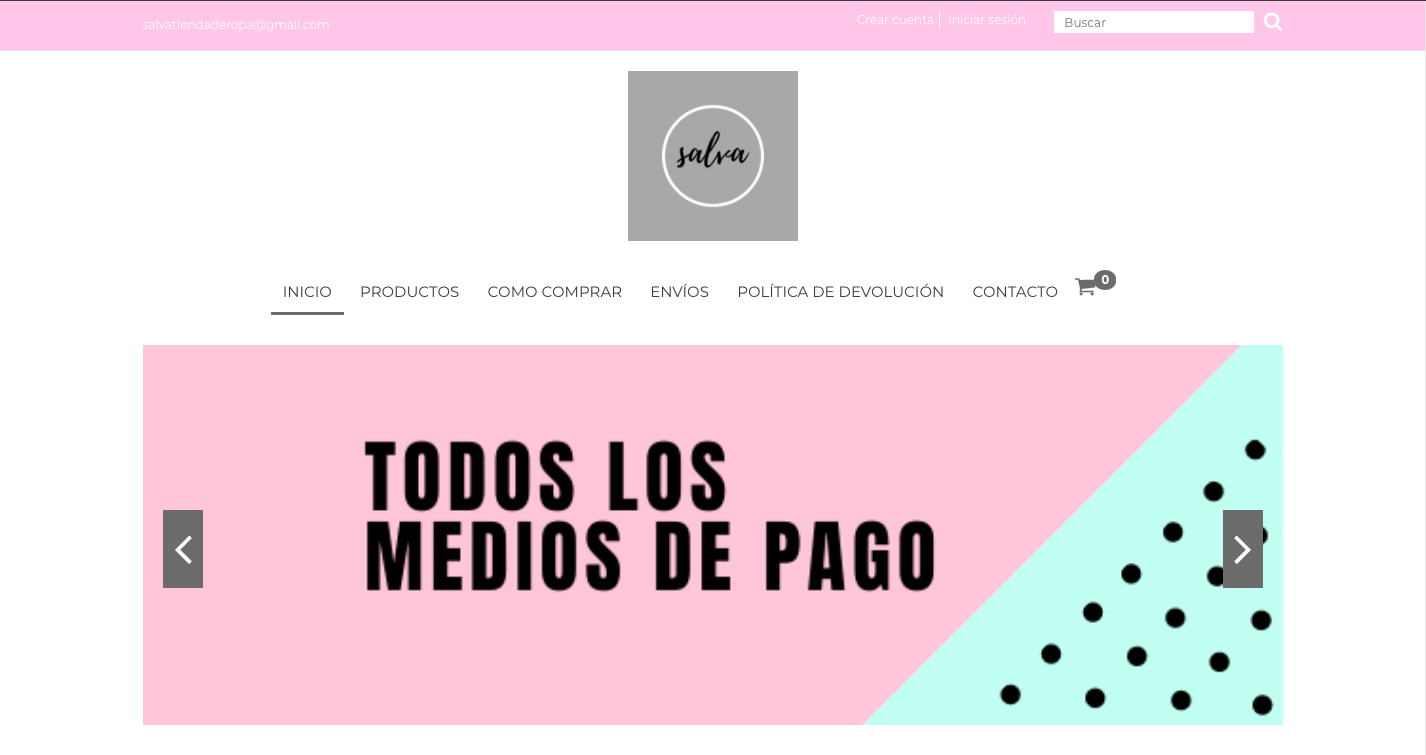 salvatiendaderopa@gmail.com
Crear cuenta Iniciar sesión
Buscar
salva
INICIO PRODUCTOS COMO COMPRAR ENVÍOS POLÍTICA DE DEVOLUCIÓN CONTACTO 0
TODOS LOS
MEDIOS DE PAGO